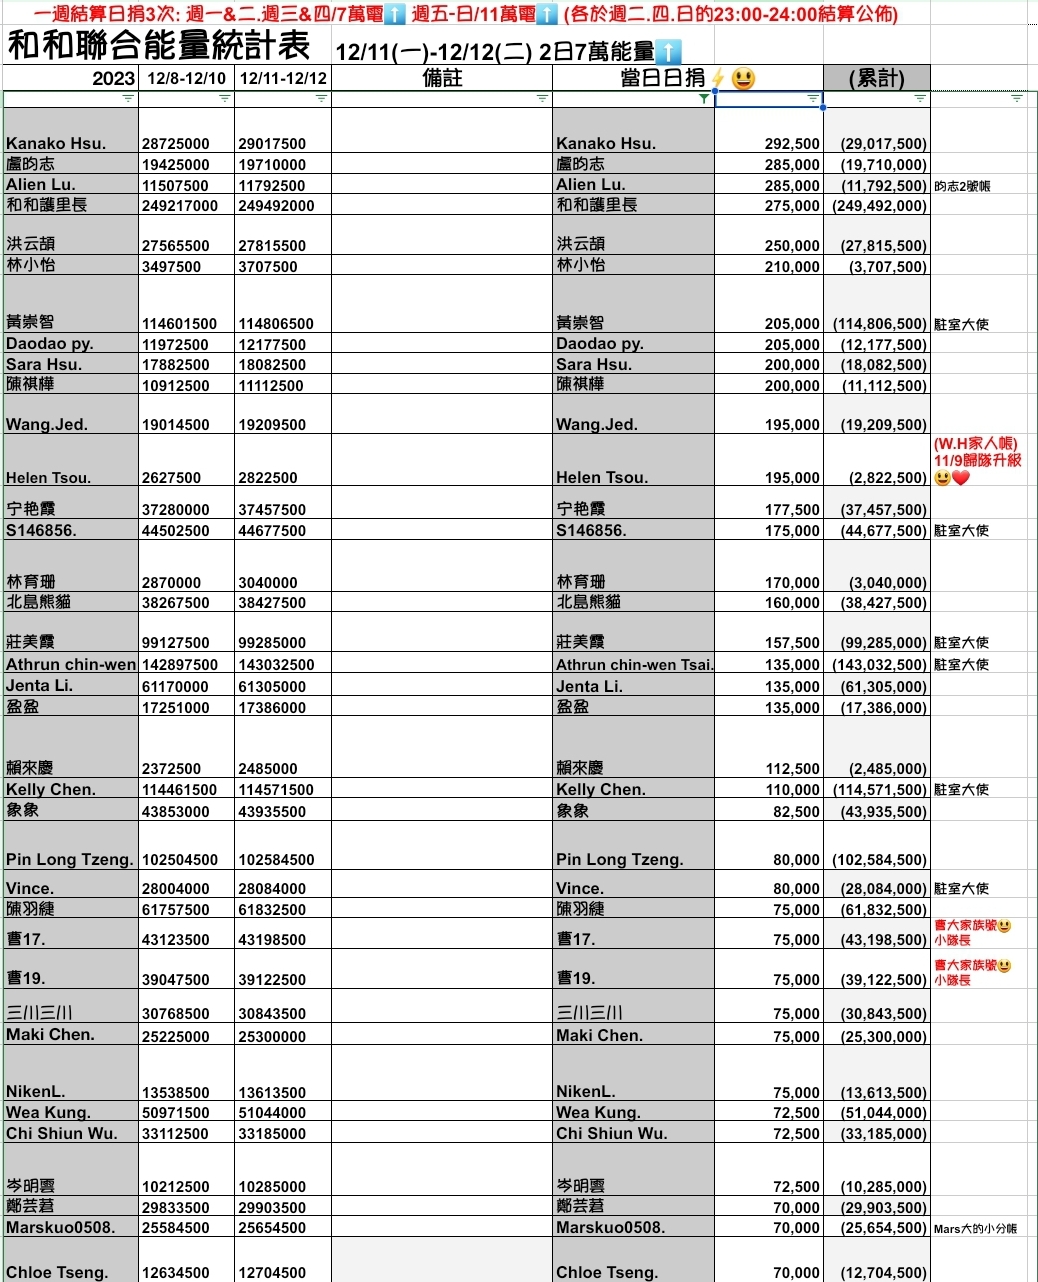 一週結算日捐3次: 週一&二.週三&四/7萬電⬆️ 週五-日/11萬電⬆️ (各於週二.四.日的23:00-24:00結算公佈)
和和聯合能量統計表 12/11(一)-12/12(二) 2日7萬能量⬆️
2023 12/8-12/10 12/11-12/12 備註 當日日捐⚡😃 (累計)
Kanako Hsu. 28725000 29017500 Kanako Hsu. 292,500 (29,017,500)
盧昀志 19425000 19710000 盧昀志 285,000 (19,710,000)
Alien Lu. 11507500 11792500 Alien Lu. 285,000 (11,792,500) 昀志2號帳
和和護里長 249217000 249492000 和和護里長 275,000 (249,492,000)
洪云頡 27565500 27815500 洪云頡 250,000 (27,815,500)
林小怡 3497500 3707500 林小怡 210,000 (3,707,500)
黃崇智 114601500 114806500 黃崇智 205,000 (114,806,500) 駐室大使
Daodao py. 11972500 12177500 Daodao py. 205,000 (12,177,500)
Sara Hsu. 17882500 18082500 Sara Hsu. 200,000 (18,082,500)
陳祺樺 10912500 11112500 陳祺樺 200,000 (11,112,500)
Wang.Jed. 19014500 19209500 Wang.Jed. 195,000 (19,209,500)
(W.H家人帳)
11/9歸隊升級
Helen Tsou. 2627500 2822500 Helen Tsou. 195,000 (2,822,500) 😃❤️
宁艳霞 37280000 37457500 宁艳霞 177,500 (37,457,500)
S146856. 44502500 44677500 S146856. 175,000 (44,677,500) 駐室大使
林育珊 2870000 3040000 林育珊 170,000 (3,040,000)
北島熊貓 38267500 38427500 北島熊貓 160,000 (38,427,500)
莊美霞 99127500 99285000 莊美霞 157,500 (99,285,000) 駐室大使
Athrun chin-wen 142897500 143032500 Athrun chin-wen Tsai. 135,000 (143,032,500) 駐室大使
Jenta Li. 61170000 61305000 Jenta Li. 135,000 (61,305,000)
盈盈 17251000 17386000 盈盈 135,000 (17,386,000)
賴來慶 2372500 2485000 賴來慶 112,500 (2,485,000)
Kelly Chen. 114461500 114571500 Kelly Chen. 110,000 (114,571,500) 駐室大使
象象 43853000 43935500 象象 82,500 (43,935,500)
Pin Long Tzeng. 102504500 102584500 Pin Long Tzeng. 80,000 (102,584,500)
Vince. 28004000 28084000 Vince. 80,000 (28,084,000) 駐室大使
陳羽緁 61757500 61832500 陳羽緁 75,000 (61,832,500)
曹大家族號😃
曹17. 43123500 43198500 曹17. 75,000 (43,198,500) 小隊長
曹大家族號😃
曹19. 39047500 39122500 曹19. 75,000 (39,122,500) 小隊長
三川三川 30768500 30843500 三川三川 75,000 (30,843,500)
Maki Chen. 25225000 25300000 Maki Chen. 75,000 (25,300,000)
NikenL. 13538500 13613500 NikenL. 75,000 (13,613,500)
Wea Kung. 50971500 51044000 Wea Kung. 72,500 (51,044,000)
Chi Shiun Wu. 33112500 33185000 Chi Shiun Wu. 72,500 (33,185,000)
岑明雲 10212500 10285000 岑明雲 72,500 (10,285,000)
鄭芸莙 29833500 29903500 鄭芸莙 70,000 (29,903,500)
Marskuo0508. 25584500 25654500 Marskuo0508. 70,000 (25,654,500) Mars大的小分帳
Chloe Tseng. 12634500 12704500 Chloe Tseng. 70,000 (12,704,500)